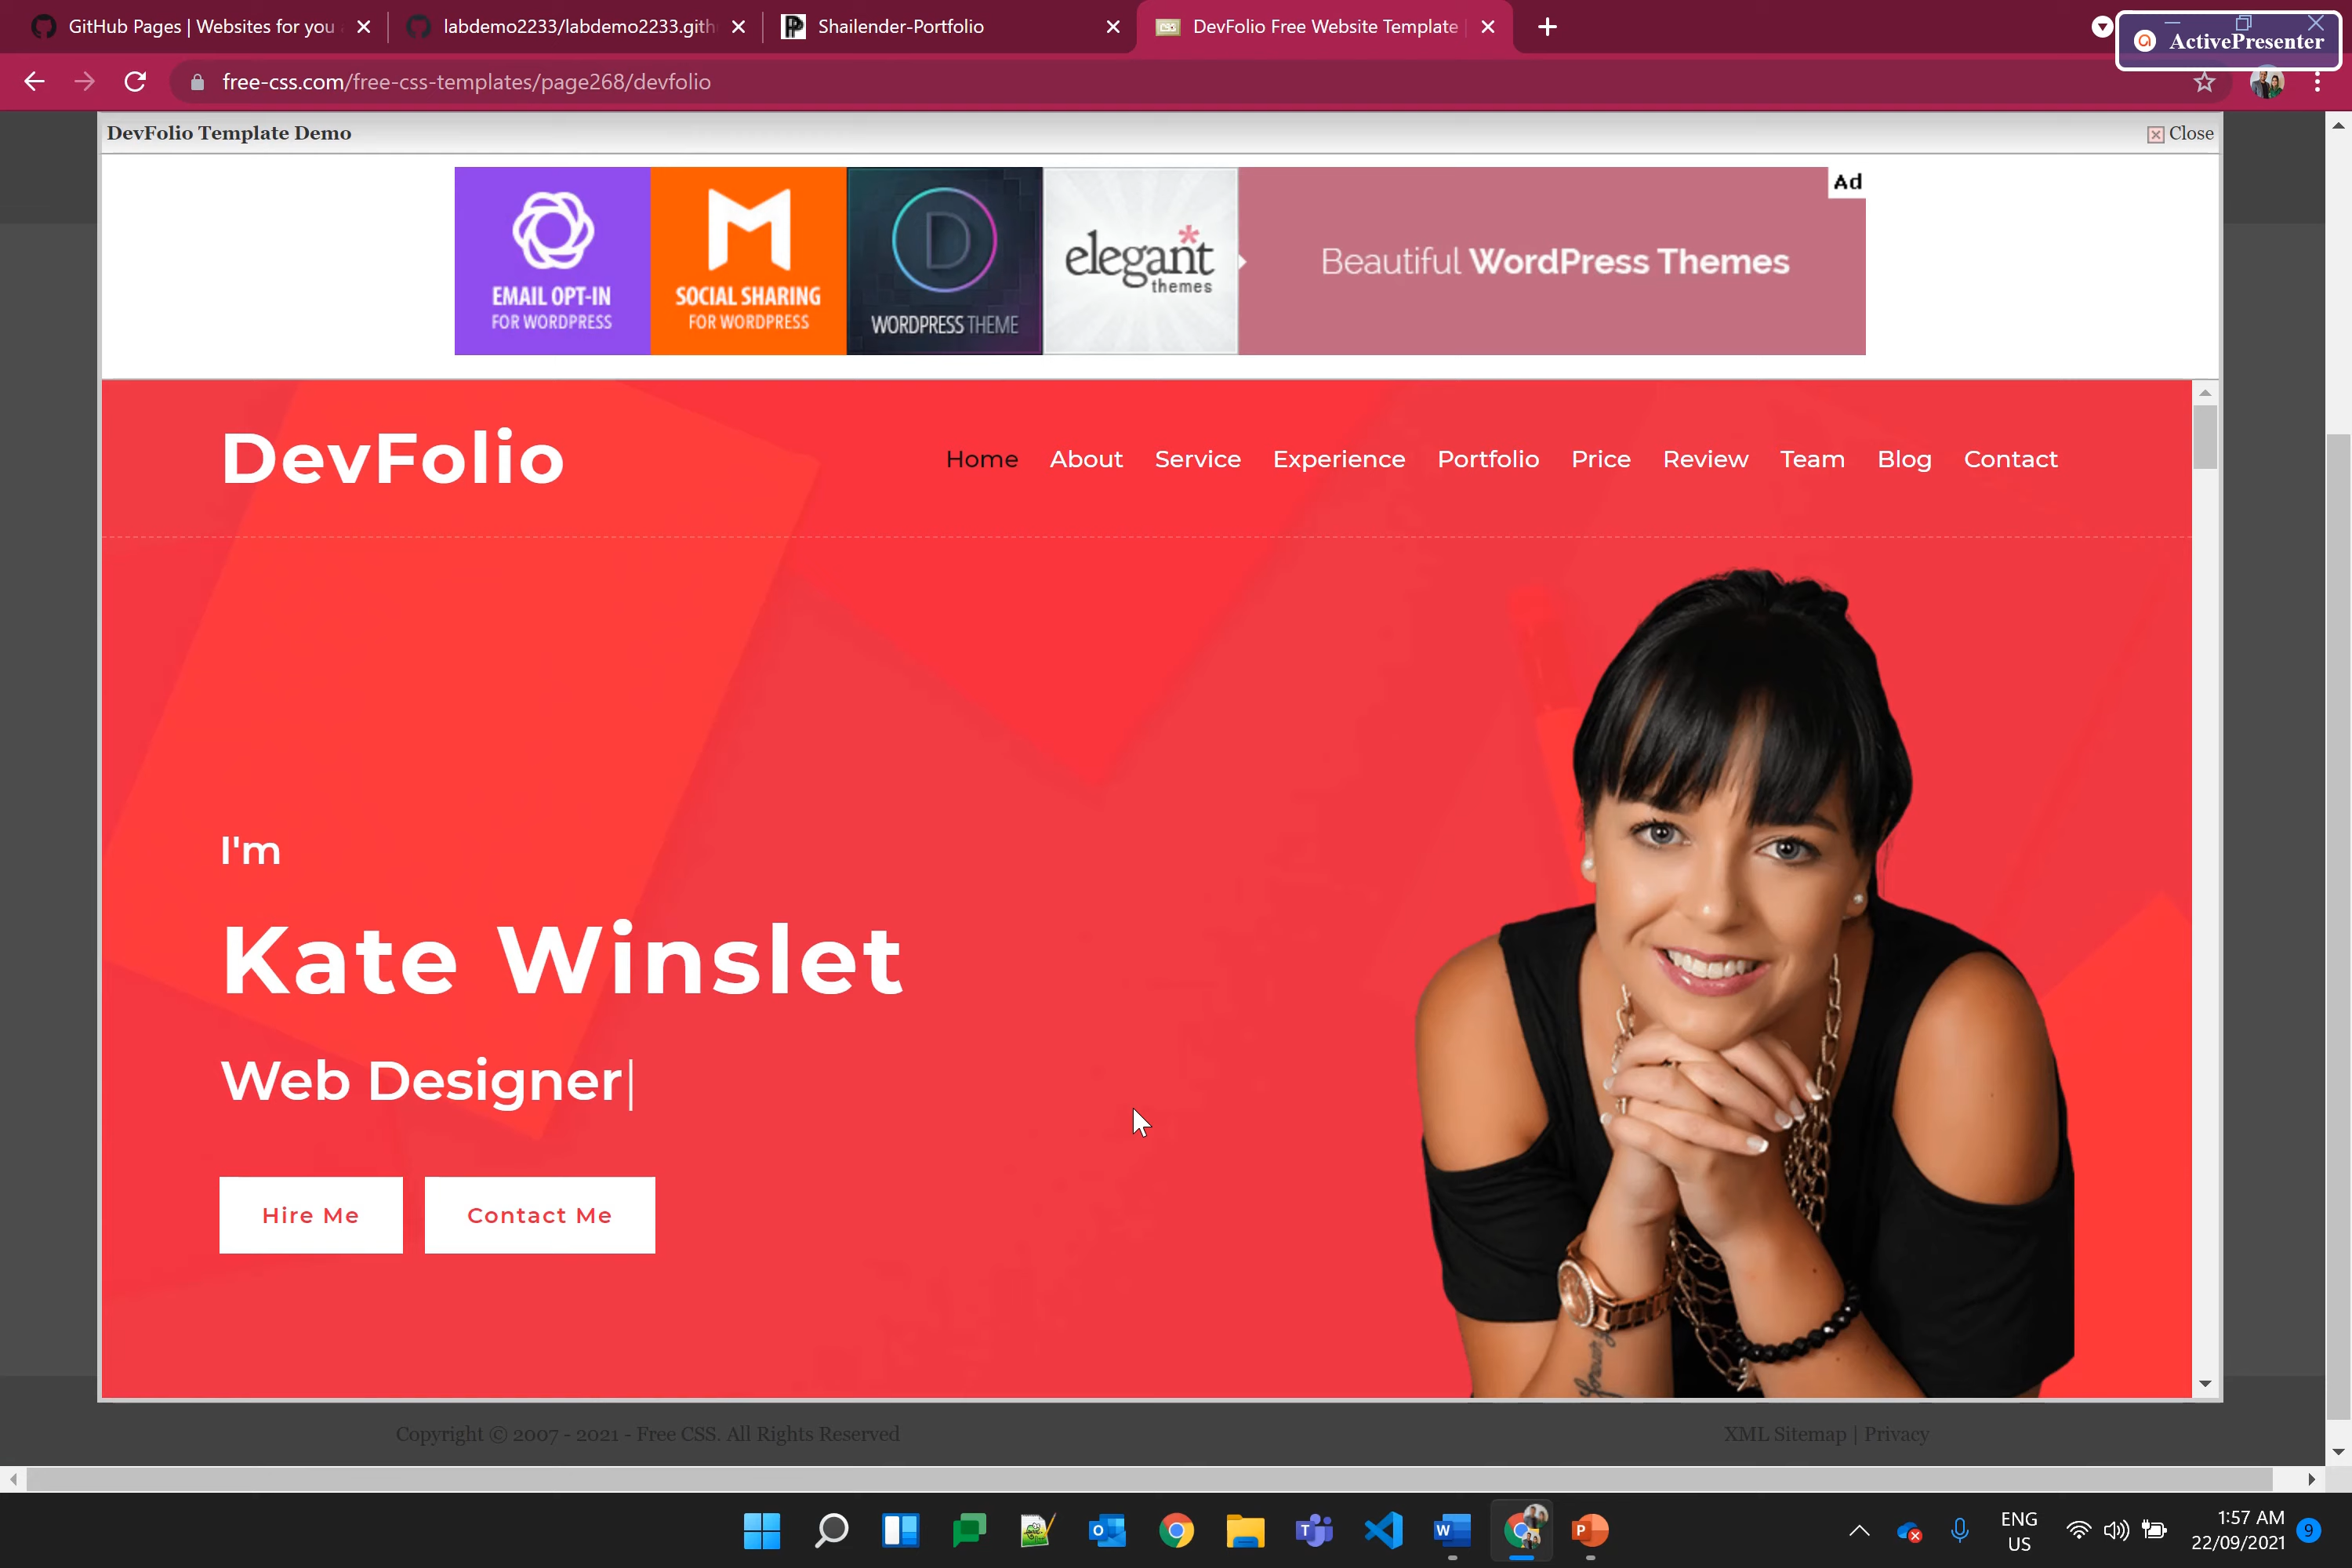 GitHub Pages | Websites for you
labdemo2233/labdemo2233.gith
Shailender-Portfolio
DevFolio Free Website Template
ActivePresenter
free-css.com/free-css-templates/page268/devfolio
DevFolio Template Demo
Close
EMAIL OPT-IN
FOR WORDPRESS
SOCIAL SHARING
FOR WORDPRESS
D
WORDPRESS THEME
elegant
themes
Beautiful WordPress Themes
Ad
DevFolio
Home About Service Experience Portfolio Price Review Team Blog Contact
I'm
Kate Winslet
Web Designer
Hire Me
Contact Me
Copyright © 2007 - 2021 - Free CSS. All Rights Reserved
XML Sitemap | Privacy
ENG
US
1:57 AM
22/09/2021
9